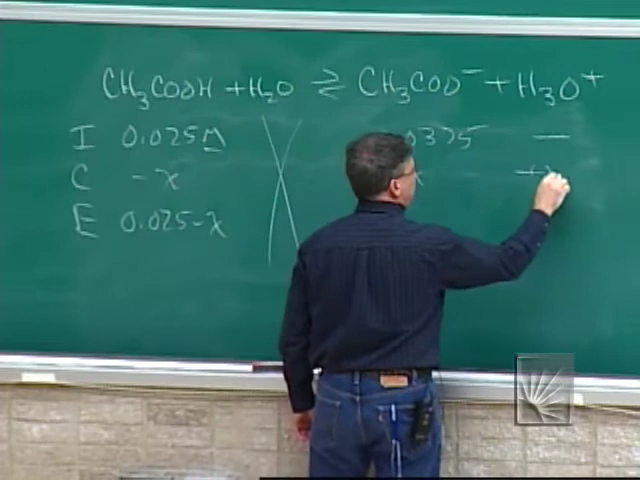 CH₃COOH + H₂O ⇌ CH₃COO⁻ + H₃O⁺
I 0.025M 0375 —
C -x x +
E 0.025-x